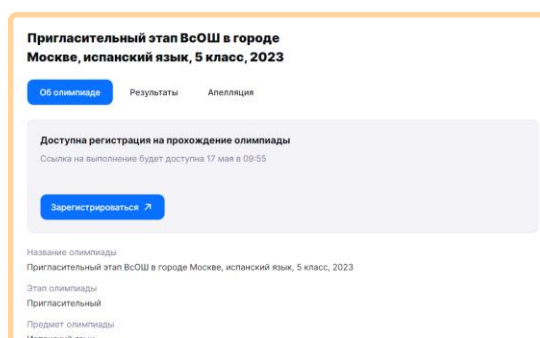 Пригласительный этап ВсОШ в городе
Москве, испанский язык, 5 класс, 2023
Об олимпиаде Результаты Апелляция
Доступна регистрация на прохождение олимпиады
Ссылка на выполнение будет доступна 17 мая в 09:55
Зарегистрироваться
Название олимпиады
Пригласительный этап ВсОШ в городе Москве, испанский язык, 5 класс, 2023
Этап олимпиады
Пригласительный
Предмет олимпиады